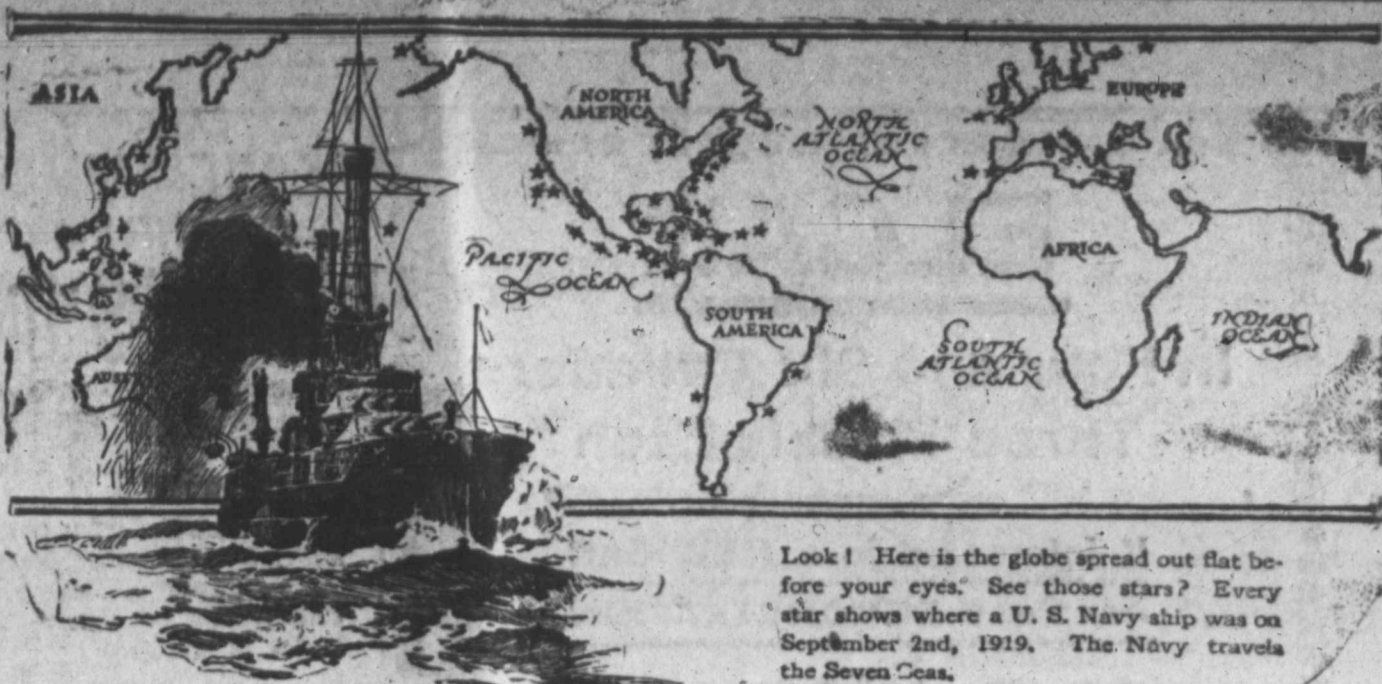 ASIA
NORTH
AMERICA
NORTH
ATLANTIC
OCEAN
EUROPE
PACIFIC
OCEAN
AFRICA
SOUTH
AMERICA
SOUTH
ATLANTIC
OCEAN
INDIAN
OCEAN
AUS
Look! Here is the globe spread out flat be-
fore your eyes. See those stars? Every
star shows where a U. S. Navy ship was on
September 2nd, 1919. The Navy travels
the Seven Seas.